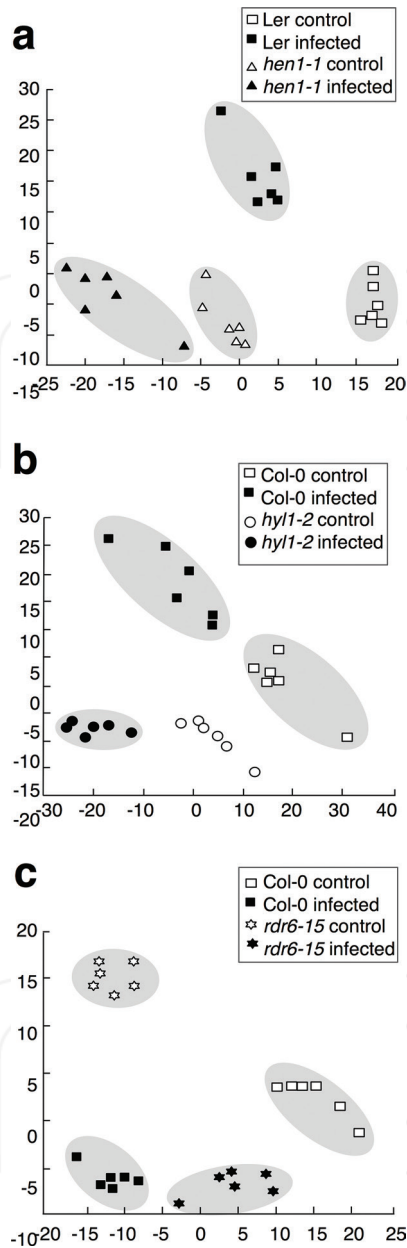 a
Ler control
Ler infected
hen1-1 control
hen1-1 infected
30
25
20
15
10
5
0
-5
-10
-15
-25 -20 -15 -10 -5 0 5 10 15 20
b
Col-0 control
Col-0 infected
hyl1-2 control
hyl1-2 infected
30
25
20
15
10
5
0
-5
-10
-15
-20
-30 -20 -10 0 10 20 30 40
c
Col-0 control
Col-0 infected
rdr6-15 control
rdr6-15 infected
20
15
10
5
0
-5
-10
-20 -15 -10 -5 0 5 10 15 20 25